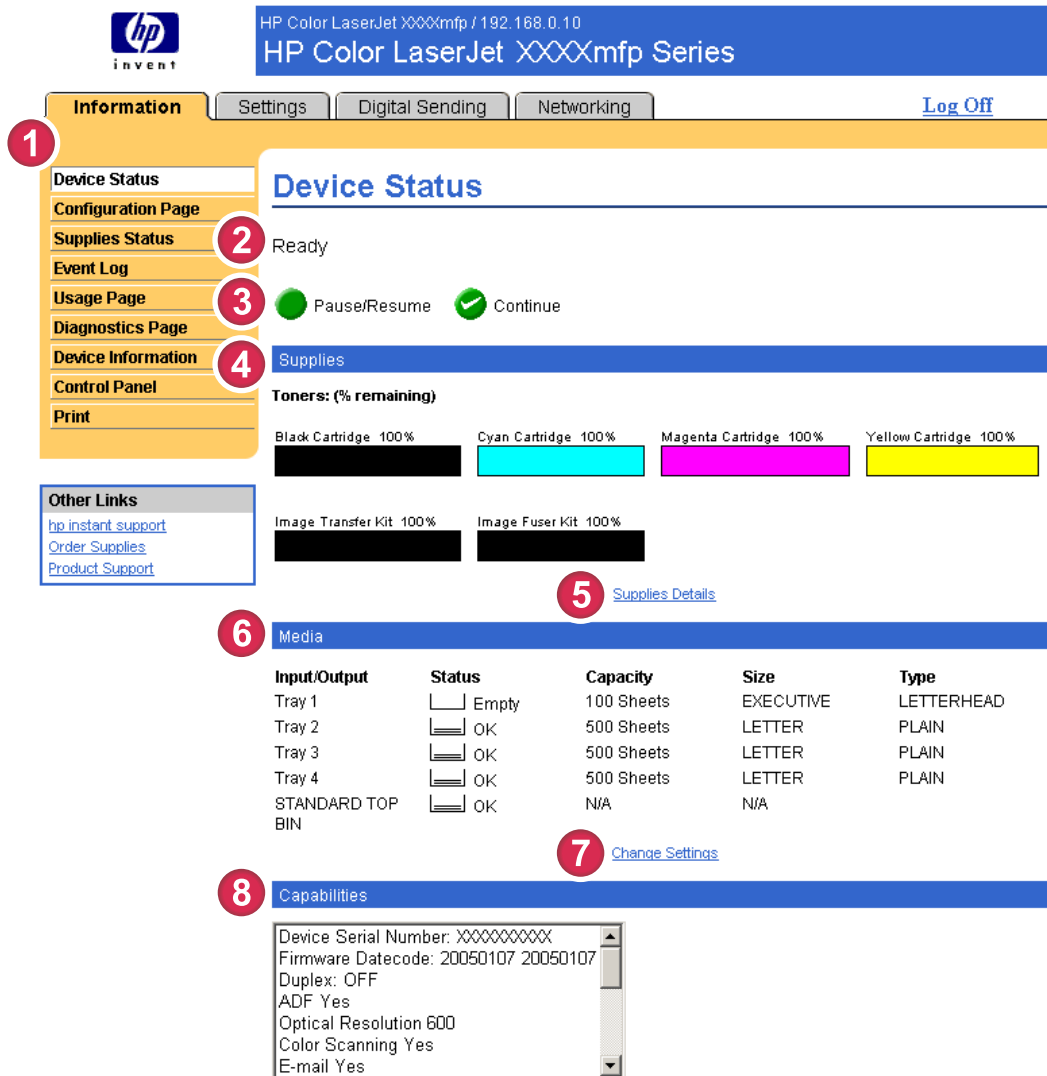 hp
invent
HP Color LaserJet XXXXmfp / 192.168.0.10
HP Color LaserJet XXXXmfp Series
Information
Settings
Digital Sending
Networking
Log Off
1
Device Status
Configuration Page
Supplies Status
Event Log
Usage Page
Diagnostics Page
Device Information
Control Panel
Print
Other Links
hp instant support
Order Supplies
Product Support
Device Status
2
Ready
3
Pause/Resume
Continue
4
Supplies
Toners: (% remaining)
Black Cartridge 100%
Cyan Cartridge 100%
Magenta Cartridge 100%
Yellow Cartridge 100%
Image Transfer Kit 100%
Image Fuser Kit 100%
5
Supplies Details
6
Media
Input/Output Status Capacity Size Type
Tray 1 Empty 100 Sheets EXECUTIVE LETTERHEAD
Tray 2 OK 500 Sheets LETTER PLAIN
Tray 3 OK 500 Sheets LETTER PLAIN
Tray 4 OK 500 Sheets LETTER PLAIN
STANDARD TOP OK N/A N/A
BIN
7
Change Settings
8
Capabilities
Device Serial Number: XXXXXXXXXX
Firmware Datecode: 20050107 20050107
Duplex: OFF
ADF Yes
Optical Resolution 600
Color Scanning Yes
E-mail Yes